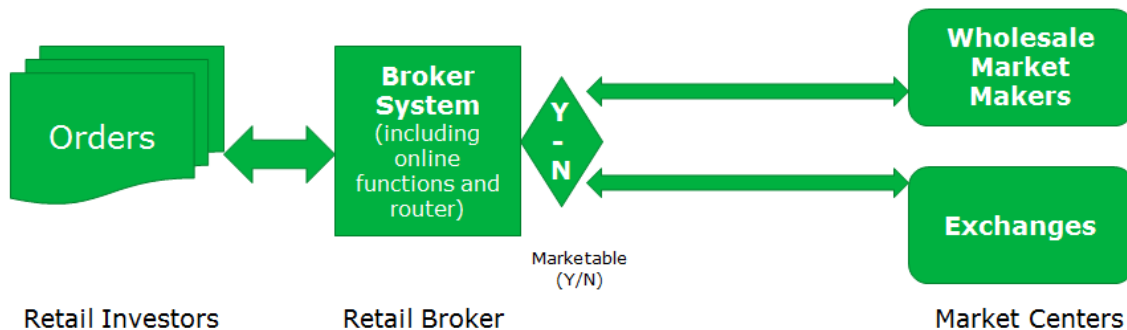 Orders
Broker
System
(including
online
functions and
router)
Y
-
N
Marketable
(Y/N)
Wholesale
Market
Makers
Exchanges
Retail Investors
Retail Broker
Market Centers